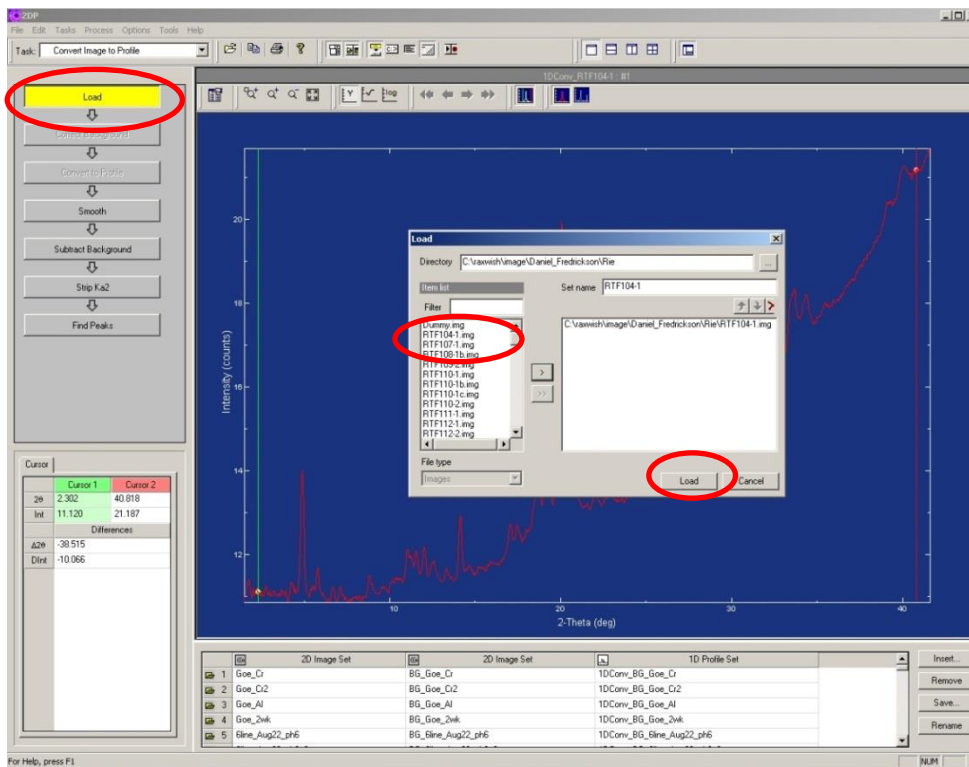 2DP
File Edit Tasks Process Options Tools Help
Task: Convert Image to Profile
1DConv_RTF104-1 : #1
Load
Convert to Profile
Smooth
Subtract Background
Strip Ka2
Find Peaks
Y log
Intensity (counts)
20
18
16
14
12
10 20 30 40
2-Theta (deg)
Load
Directory C:\raxwish\image\Daniel_Fredrickson\Rie ...
Item list
Set name RTF104-1
Filter
Dummy.img
RTF104-1.img
RTF107-1.img
RTF108-1b.img
RTF109-2.img
RTF110-1.img
RTF110-1b.img
RTF110-1c.img
RTF110-2.img
RTF111-1.img
RTF112-1.img
RTF112-2.img
> 
>>
C:\raxwish\image\Daniel_Fredrickson\Rie\RTF104-1.img
File type
Images
Load Cancel
Cursor
Cursor 1 Cursor 2
2θ 2.302 40.818
Int 11.120 21.187
Differences
Δ2θ -38.515
DInt -10.066
2D Image Set 2D Image Set 1D Profile Set
1 Goe_Cr BG_Goe_Cr 1DConv_BG_Goe_Cr
2 Goe_Cr2 BG_Goe_Cr2 1DConv_BG_Goe_Cr2
3 Goe_Al BG_Goe_Al 1DConv_BG_Goe_Al
4 Goe_2wk BG_Goe_2wk 1DConv_BG_Goe_2wk
5 6line_Aug22_ph6 BG_6line_Aug22_ph6 1DConv_BG_6line_Aug22_ph6
Insert...
Remove
Save...
Rename
For Help, press F1
NUM